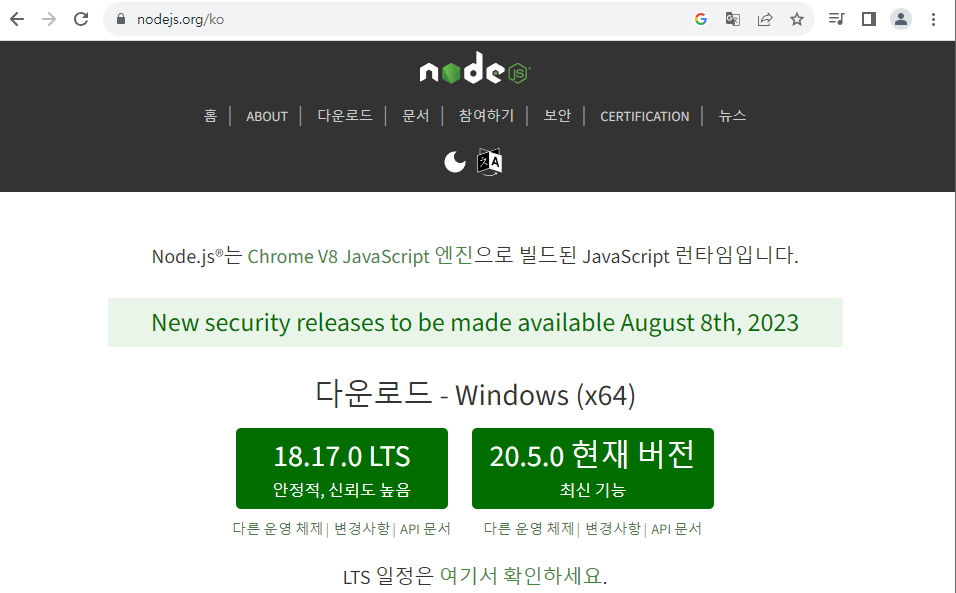 nodejs.org/ko
node JS
홈 | ABOUT | 다운로드 | 문서 | 참여하기 | 보안 | CERTIFICATION | 뉴스
Node.js®는 Chrome V8 JavaScript 엔진으로 빌드된 JavaScript 런타임입니다.
New security releases to be made available August 8th, 2023
다운로드 - Windows (x64)
18.17.0 LTS
안정적, 신뢰도 높음
20.5.0 현재 버전
최신 기능
다른 운영 체제 | 변경사항 | API 문서
다른 운영 체제 | 변경사항 | API 문서
LTS 일정은 여기서 확인하세요.